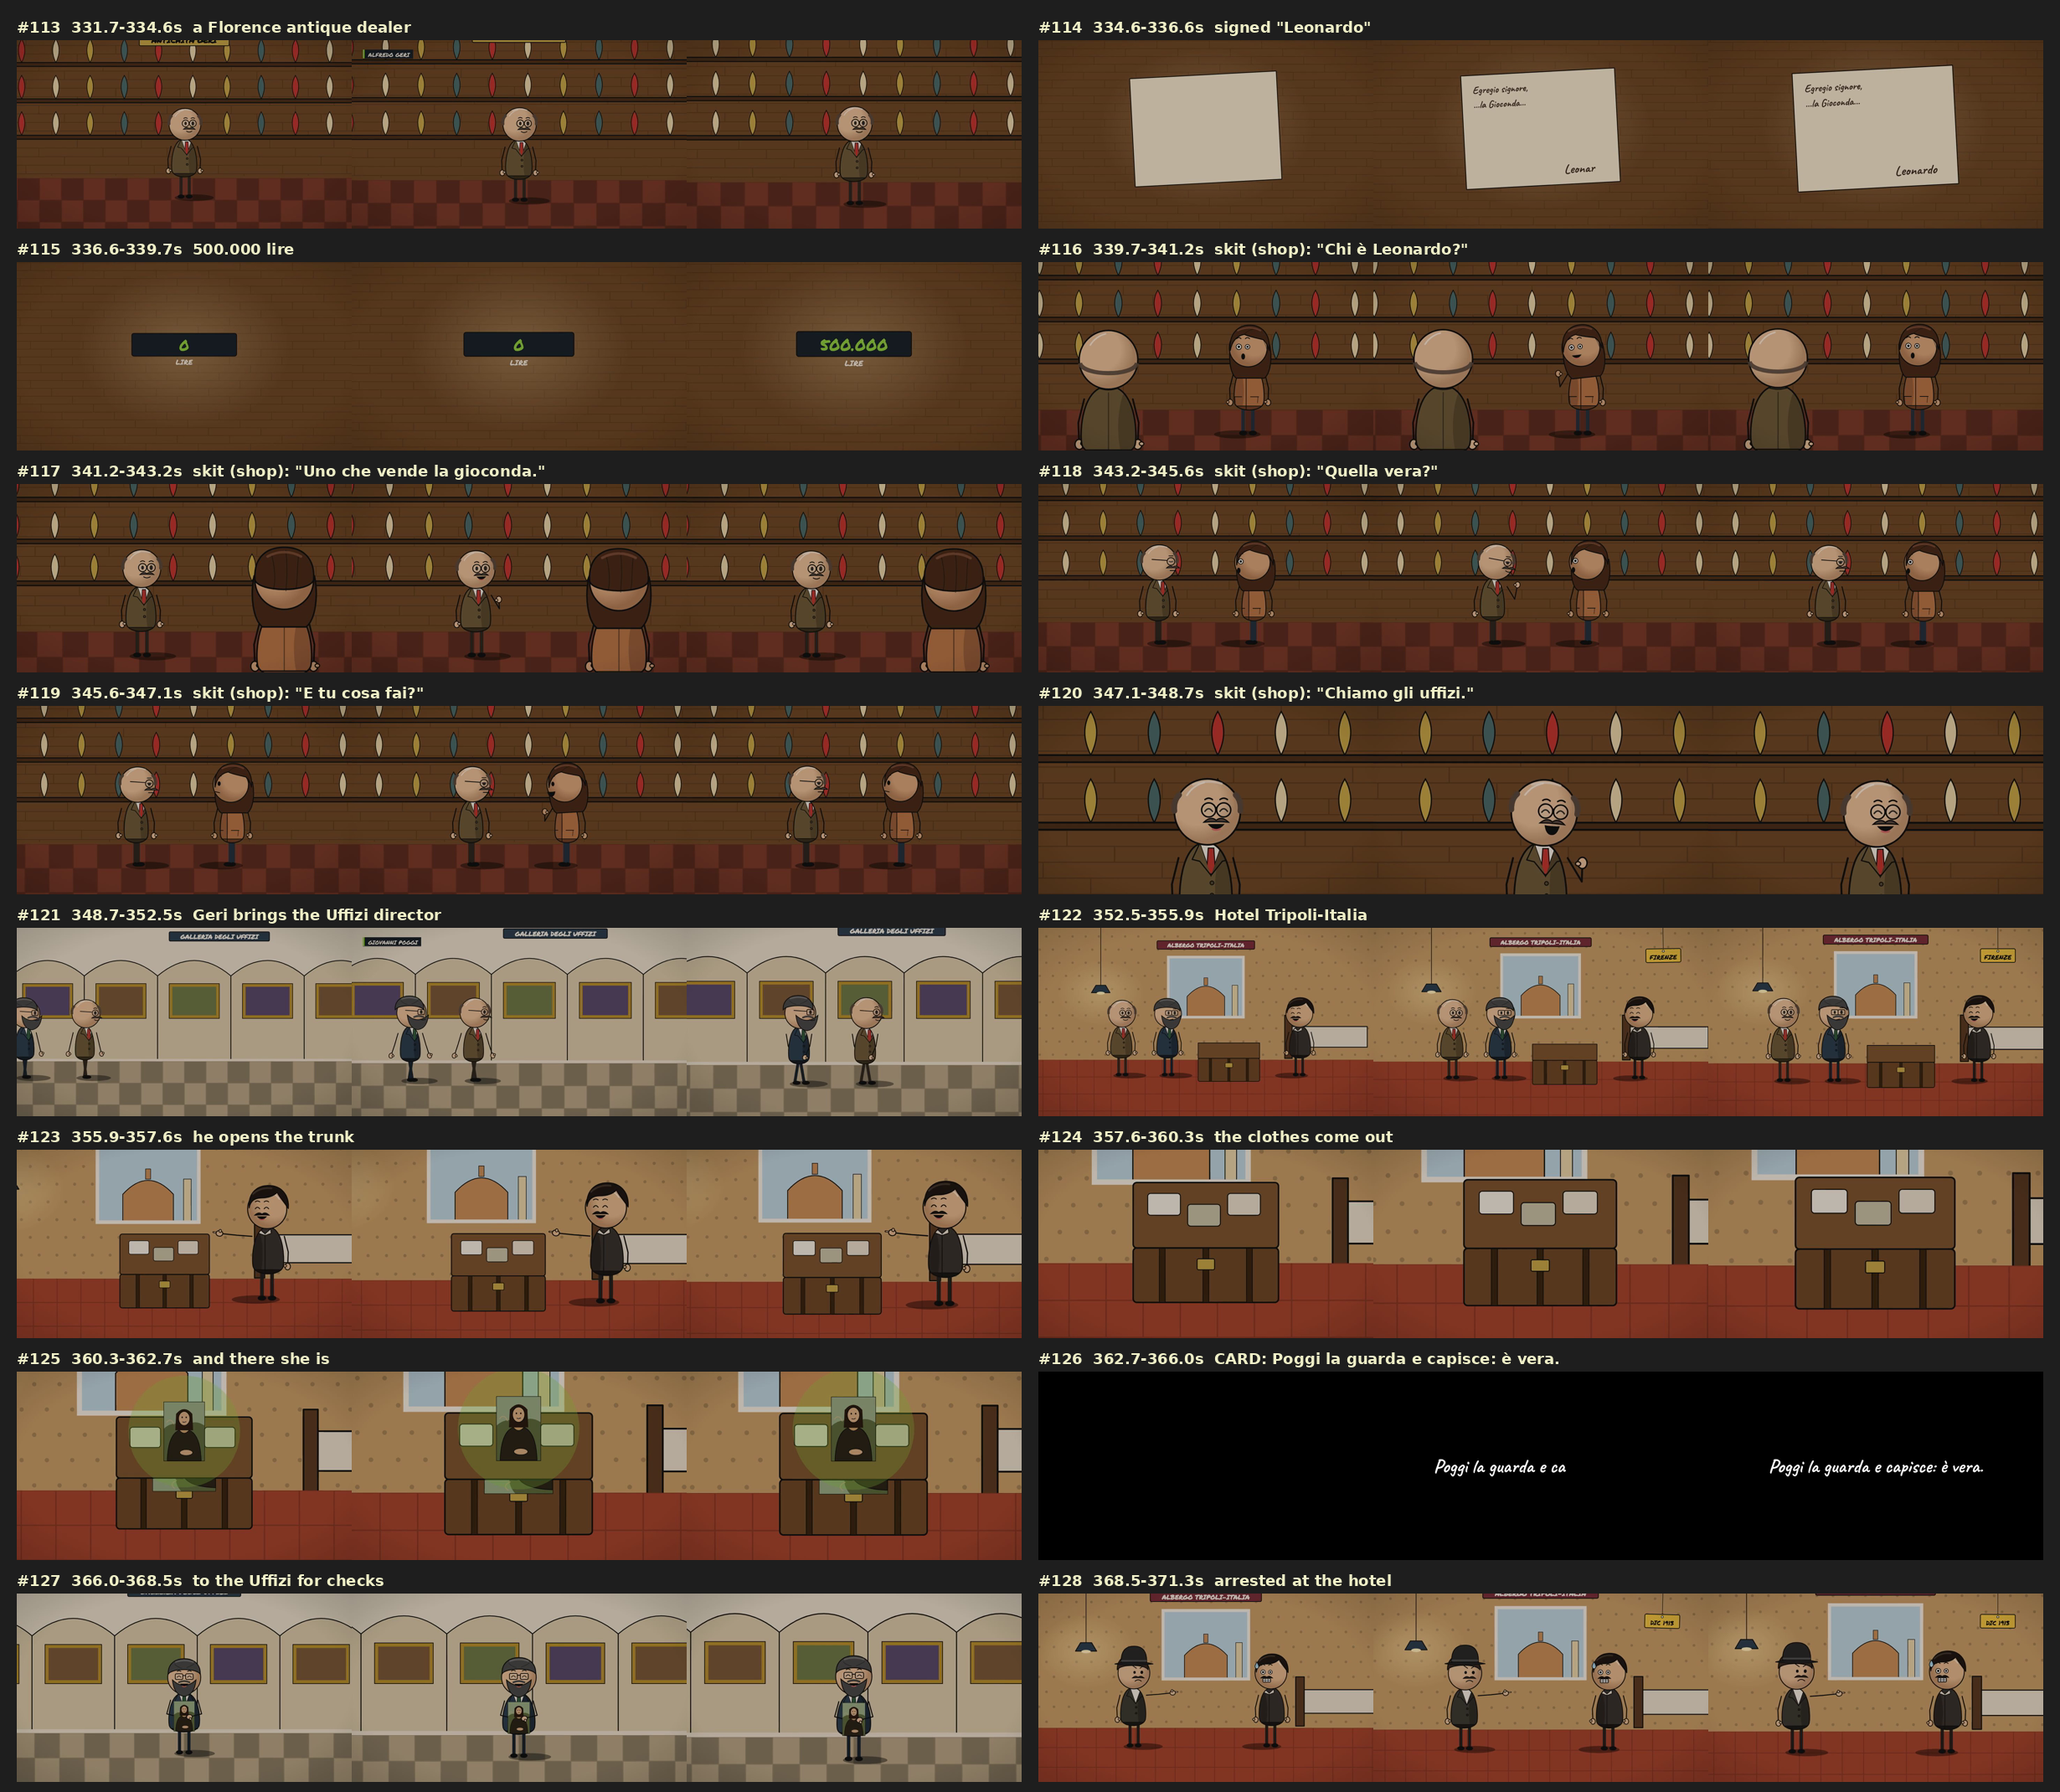 #113  331.7-334.6s  a Florence antique dealer
ALFREDO GERI
#114  334.6-336.6s  signed "Leonardo"
Egregio signore,
...la Gioconda...
Leonar
Egregio signore,
...la Gioconda...
Leonardo
#115  336.6-339.7s  500.000 lire
0
LIRE
0
LIRE
500.000
LIRE
#116  339.7-341.2s  skit (shop): "Chi è Leonardo?"
#117  341.2-343.2s  skit (shop): "Uno che vende la gioconda."
#118  343.2-345.6s  skit (shop): "Quella vera?"
#119  345.6-347.1s  skit (shop): "E tu cosa fai?"
#120  347.1-348.7s  skit (shop): "Chiamo gli uffizi."
#121  348.7-352.5s  Geri brings the Uffizi director
GALLERIA DEGLI UFFIZI
GIOVANNI POGGI
GALLERIA DEGLI UFFIZI
GALLERIA DEGLI UFFIZI
#122  352.5-355.9s  Hotel Tripoli-Italia
ALBERGO TRIPOLI-ITALIA
ALBERGO TRIPOLI-ITALIA
FIRENZE
ALBERGO TRIPOLI-ITALIA
FIRENZE
#123  355.9-357.6s  he opens the trunk
#124  357.6-360.3s  the clothes come out
#125  360.3-362.7s  and there she is
#126  362.7-366.0s  CARD: Poggi la guarda e capisce: è vera.
Poggi la guarda e ca
Poggi la guarda e capisce: è vera.
#127  366.0-368.5s  to the Uffizi for checks
#128  368.5-371.3s  arrested at the hotel
ALBERGO TRIPOLI-ITALIA
ALBERGO TRIPOLI-ITALIA
DIC 1913
DIC 1913